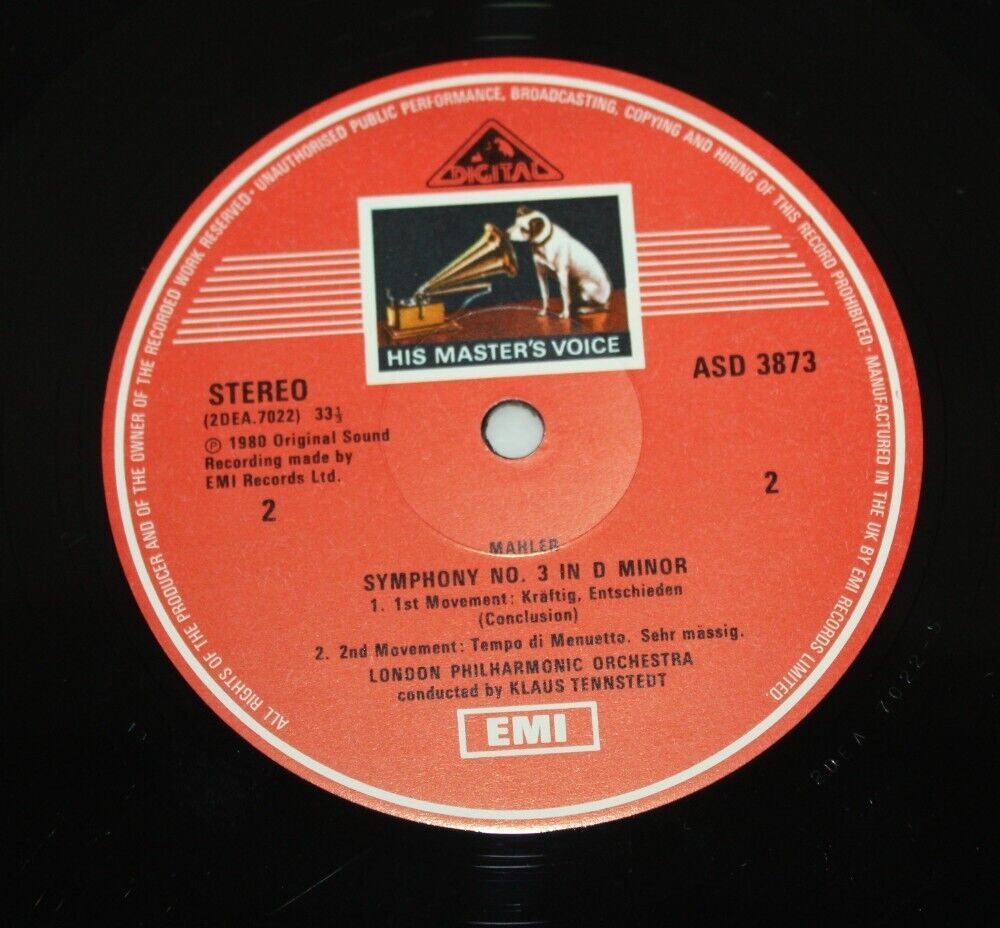 ALL RIGHTS OF THE PRODUCER AND OF THE OWNER OF THE RECORDED WORK RESERVED · UNAUTHORISED PUBLIC PERFORMANCE, BROADCASTING, COPYING AND HIRING OF THIS RECORD PROHIBITED · MANUFACTURED IN THE UK BY EMI RECORDS LIMITED.
DIGITAL
HIS MASTER'S VOICE
STEREO
(2DEA.7022) 33⅓
℗ 1980 Original Sound
Recording made by
EMI Records Ltd.
2
ASD 3873
2
MAHLER
SYMPHONY NO. 3 IN D MINOR
1. 1st Movement: Kräftig, Entschieden
(Conclusion)
2. 2nd Movement: Tempo di Menuetto. Sehr mässig.
LONDON PHILHARMONIC ORCHESTRA
conducted by KLAUS TENNSTEDT
EMI
2DEA 7022